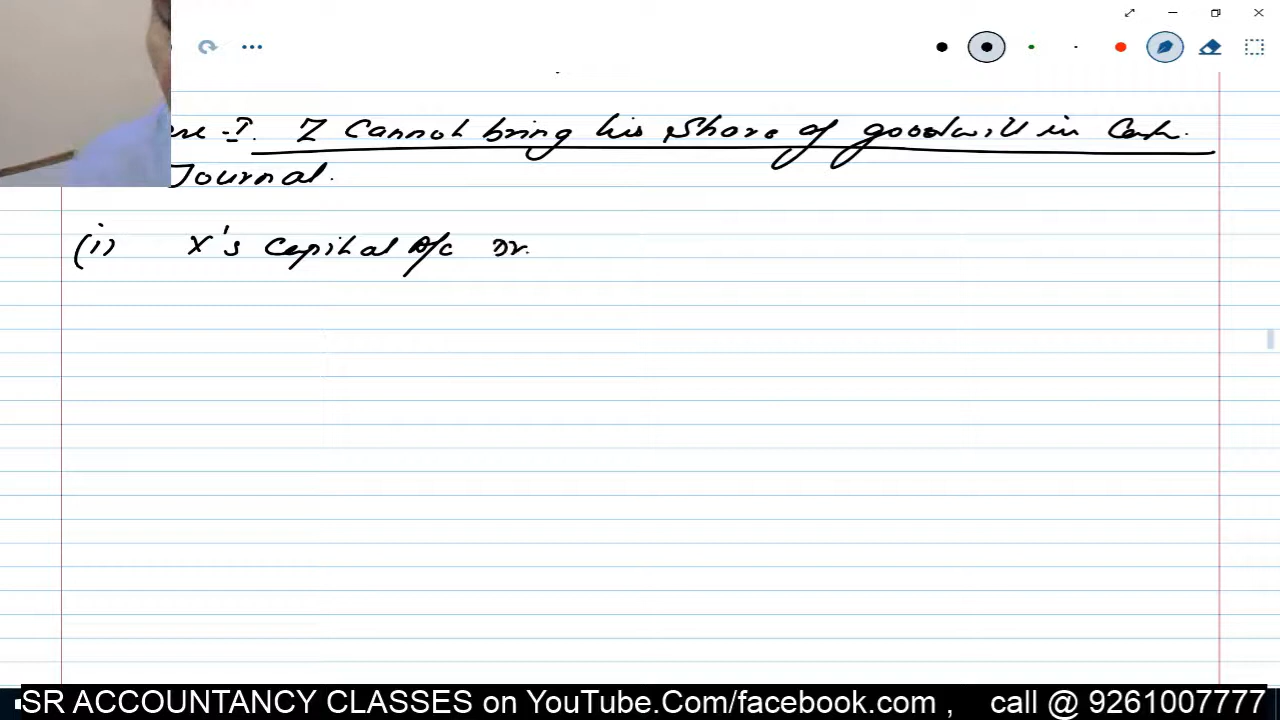 -I. Z Cannot bring his Share of goodwill in Cash.
Journal.
(i) X's Capital A/c Dr.
SR ACCOUNTANCY CLASSES on YouTube.Com/facebook.com , call @ 9261007777